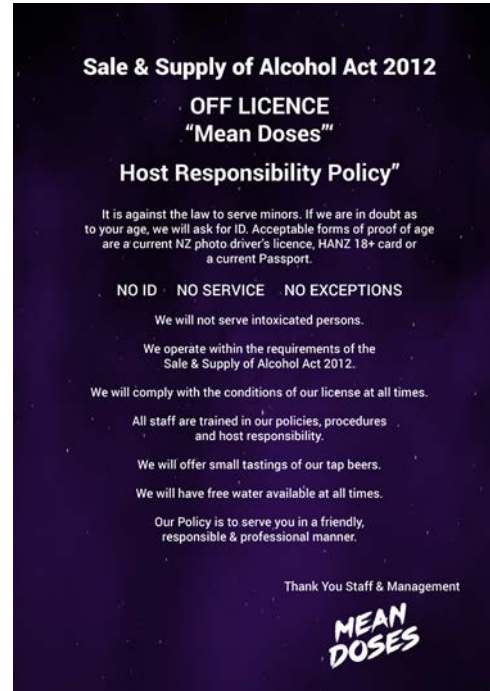 Sale & Supply of Alcohol Act 2012
OFF LICENCE
“Mean Doses”'
Host Responsibility Policy”
It is against the law to serve minors. If we are in doubt as
to your age, we will ask for ID. Acceptable forms of proof of age
are a current NZ photo driver's licence, HANZ 18+ card or
a current Passport.
NO ID NO SERVICE NO EXCEPTIONS
We will not serve intoxicated persons.
We operate within the requirements of the
Sale & Supply of Alcohol Act 2012.
We will comply with the conditions of our license at all times.
All staff are trained in our policies, procedures
and host responsibility.
We will offer small tastings of our tap beers.
We will have free water available at all times.
Our Policy is to serve you in a friendly,
responsible & professional manner.
Thank You Staff & Management
MEAN
DOSES